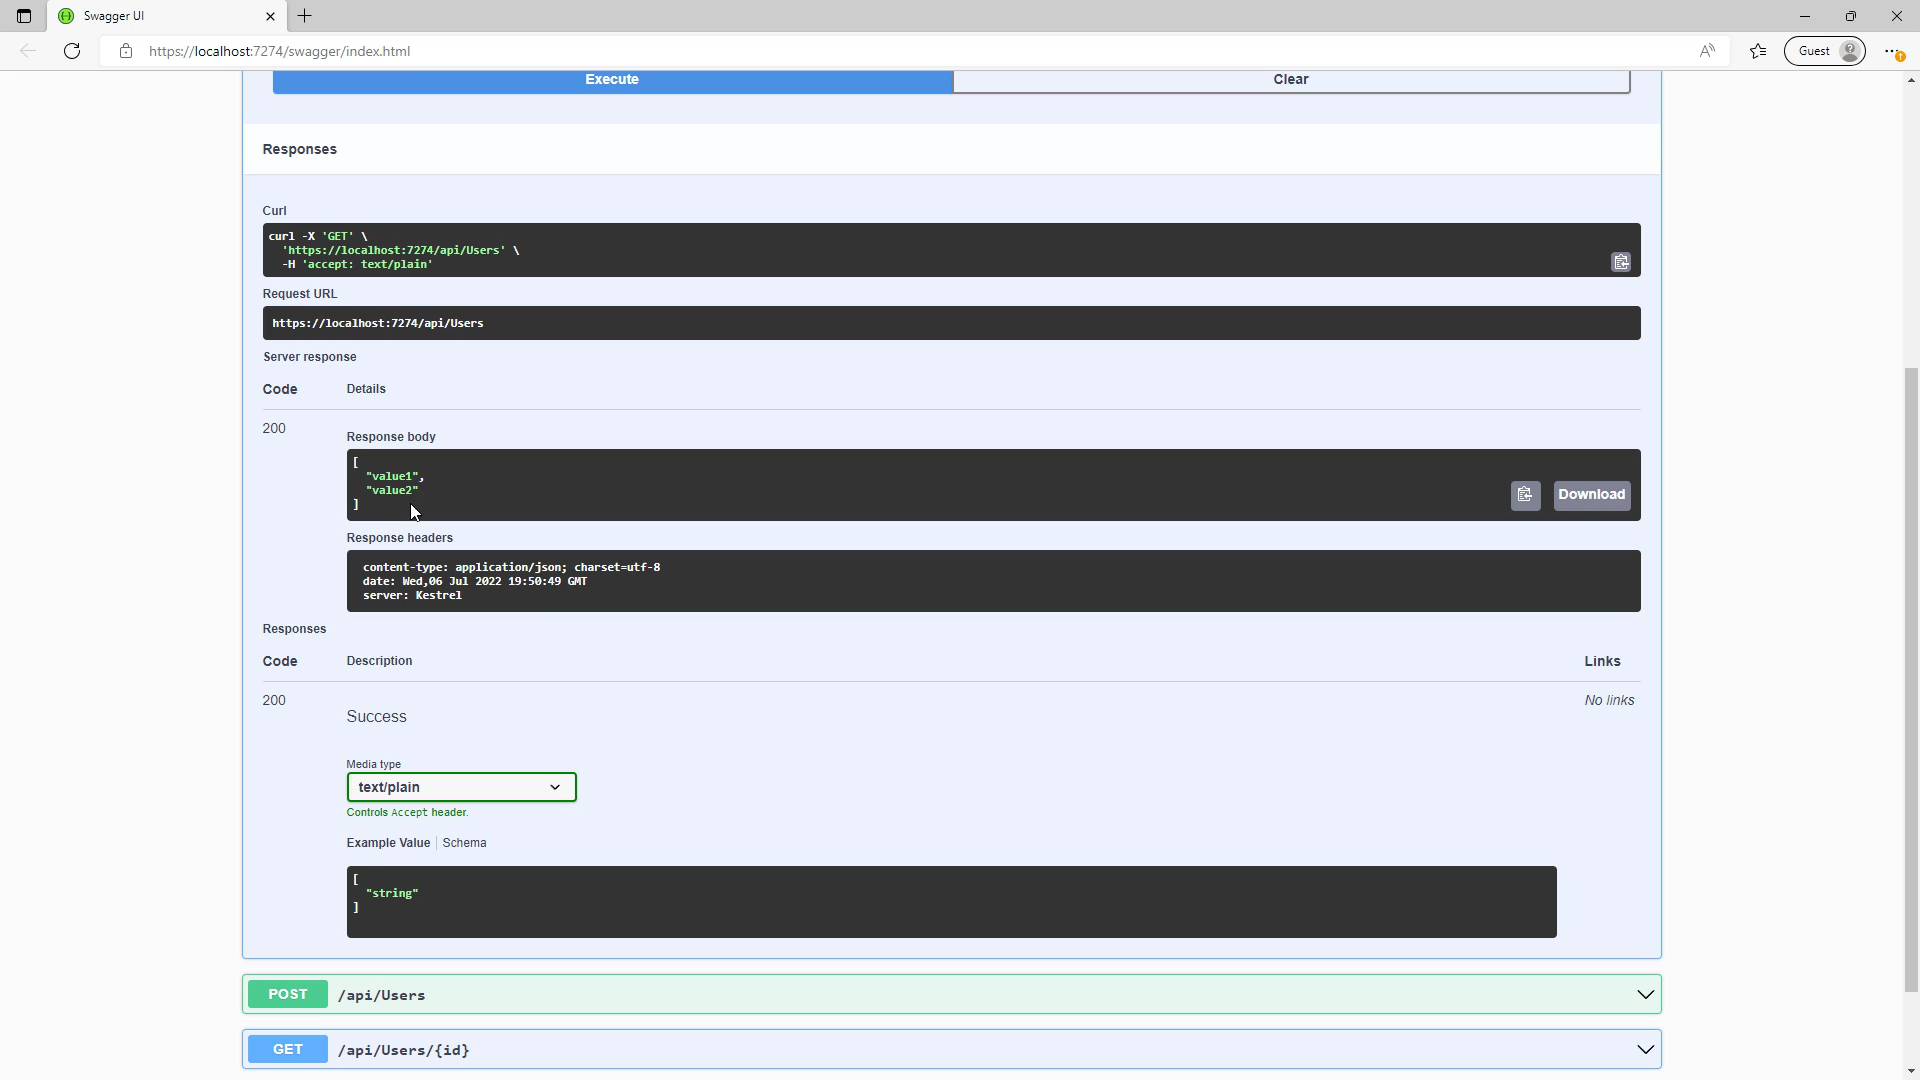 Swagger UI
https://localhost:7274/swagger/index.html
Guest
Execute
Clear
Responses
Curl
curl -X 'GET' \
'https://localhost:7274/api/Users' \
-H 'accept: text/plain'
Request URL
https://localhost:7274/api/Users
Server response
Code Details
200
Response body
[
"value1",
"value2"
]
Download
Response headers
content-type: application/json; charset=utf-8
date: Wed,06 Jul 2022 19:50:49 GMT
server: Kestrel
Responses
Code Description Links
200 No links
Success
Media type
text/plain
Controls Accept header.
Example Value Schema
[
"string"
]
POST /api/Users
GET /api/Users/{id}